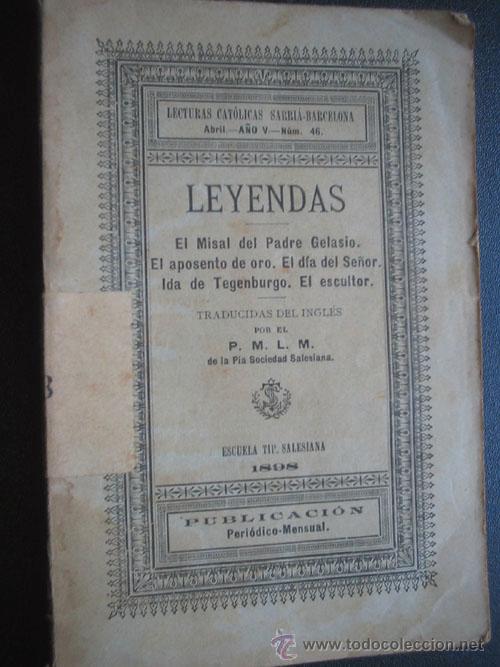 LECTURAS CATÓLICAS SARRIÁ-BARCELONA
Abril.—AÑO V.—Núm. 46.
LEYENDAS
El Misal del Padre Gelasio.
El aposento de oro. El día del Señor.
Ida de Tegenburgo. El escultor.
TRADUCIDAS DEL INGLÉS
POR EL
P. M. L. M.
de la Pía Sociedad Salesiana.
ESCUELA TIP. SALESIANA
1898
PUBLICACIÓN
Periódico-Mensual.
www.todocoleccion.net